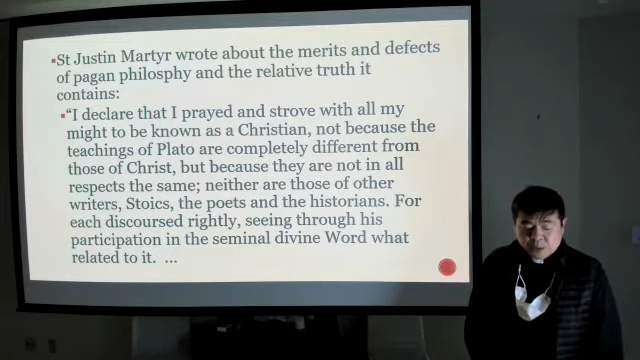 ▪St Justin Martyr wrote about the merits and defects
of pagan philosphy and the relative truth it
contains:
▪“I declare that I prayed and strove with all my
might to be known as a Christian, not because the
teachings of Plato are completely different from
those of Christ, but because they are not in all
respects the same; neither are those of other
writers, Stoics, the poets and the historians. For
each discoursed rightly, seeing through his
participation in the seminal divine Word what
related to it. ...